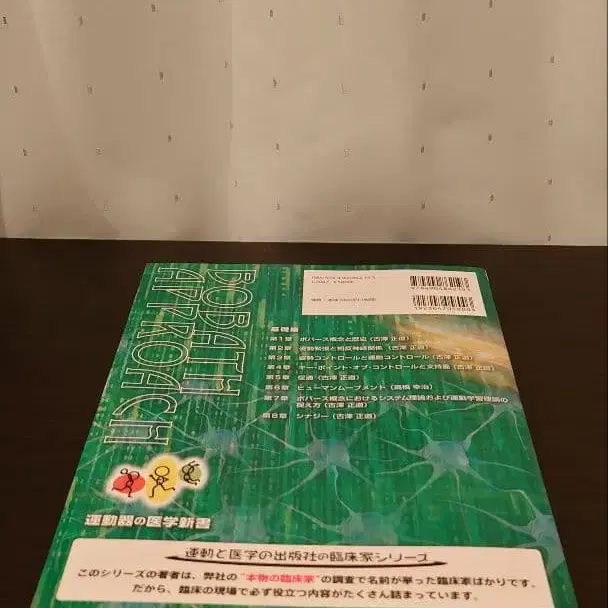 BOBATH
APPROACH
基礎編
第1章 ボバース概念と歴史（古澤 正道）
第2章 姿勢緊張と相反神経関係（古澤 正道）
第3章 姿勢コントロールと運動コントロール（古澤 正道）
第4章 キー・ポイント・オブ・コントロールと支持面（古澤 正道）
第5章 促通（古澤 正道）
第6章 ヒューマンムーブメント（高橋 幸治）
第7章 ボバース概念におけるシステム理論および運動学習理論の
捉え方（古澤 正道）
第8章 シナジー（古澤 正道）
運動器の医学新書
運動と医学の出版社の臨床家シリーズ
このシリーズの著者は、弊社の"本物の臨床家"の調査で名前が挙った臨床家ばかりです。
だから、臨床の現場で必ず役立つ内容がたくさん詰まっています。